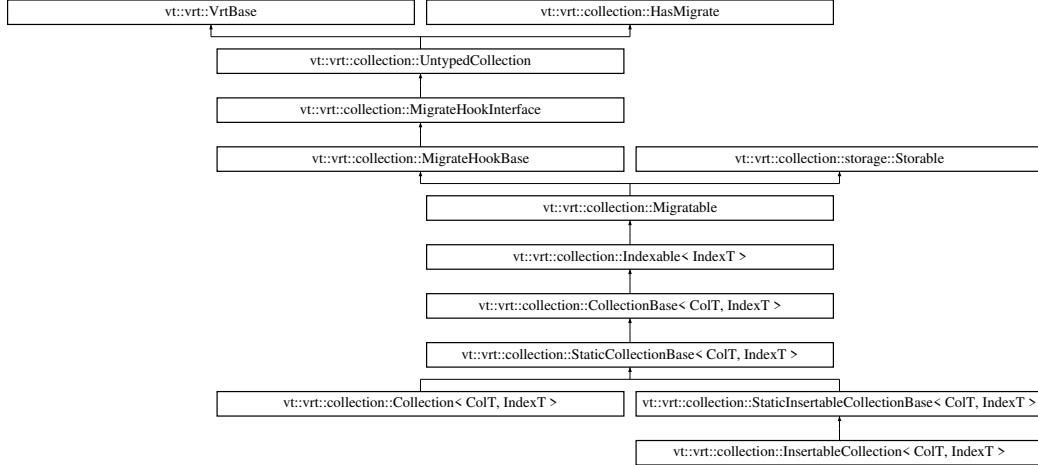 vt::vrt::VrtBase
vt::vrt::collection::HasMigrate
vt::vrt::collection::UntypedCollection
vt::vrt::collection::MigrateHookInterface
vt::vrt::collection::MigrateHookBase
vt::vrt::collection::storage::Storable
vt::vrt::collection::Migratable
vt::vrt::collection::Indexable< IndexT >
vt::vrt::collection::CollectionBase< ColT, IndexT >
vt::vrt::collection::StaticCollectionBase< ColT, IndexT >
vt::vrt::collection::Collection< ColT, IndexT >
vt::vrt::collection::StaticInsertableCollectionBase< ColT, IndexT >
vt::vrt::collection::InsertableCollection< ColT, IndexT >